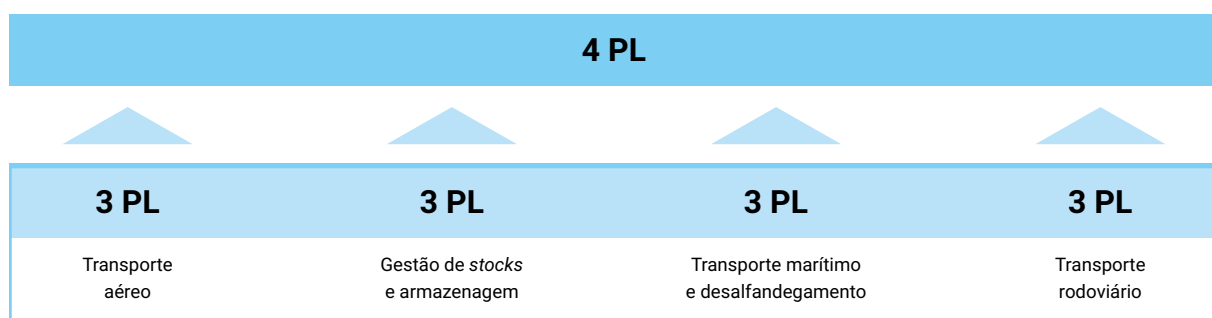 4 PL
3 PL
3 PL
3 PL
3 PL
Transporte
aéreo
Gestão de stocks
e armazenagem
Transporte marítimo
e desalfandegamento
Transporte
rodoviário